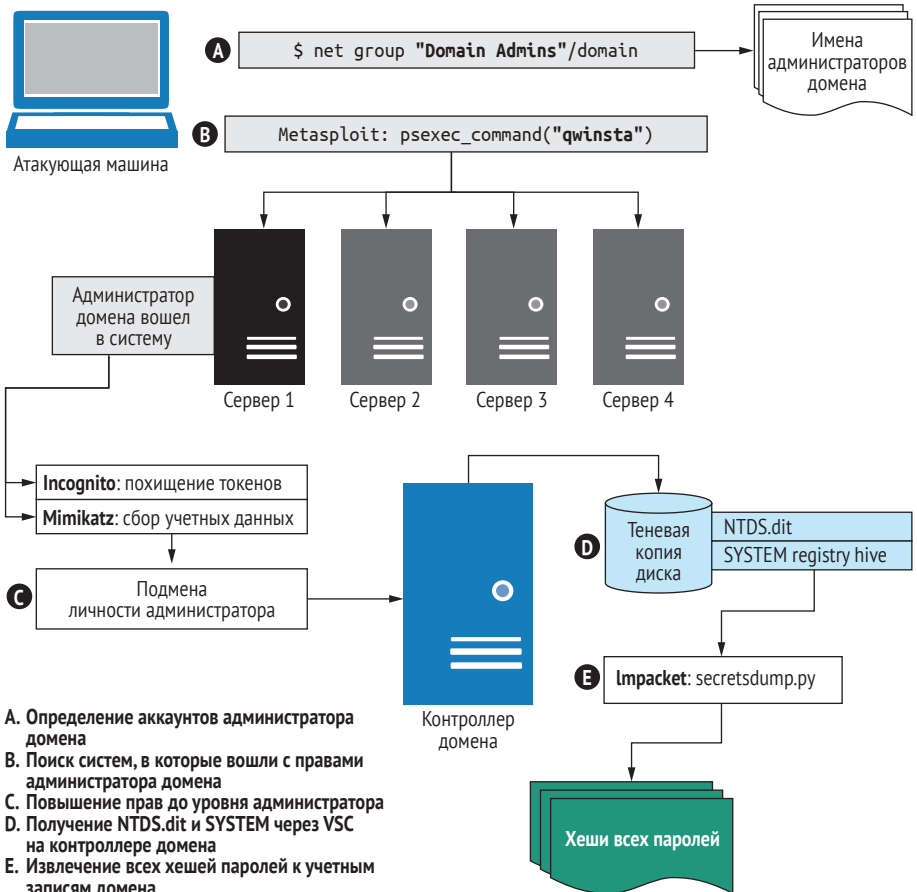 A
$ net group "Domain Admins"/domain
Имена
администраторов
домена
B
Metasploit: psexec_command("qwinsta")
Атакующая машина
Администратор
домена вошел
в систему
Сервер 1
Сервер 2
Сервер 3
Сервер 4
Incognito: похищение токенов
Mimikatz: сбор учетных данных
C
Подмена
личности администратора
Контроллер
домена
D
Теневая
копия
диска
NTDS.dit
SYSTEM registry hive
E
Impacket: secretsdump.py
Хеши всех паролей
A. Определение аккаунтов администратора
домена
B. Поиск систем, в которые вошли с правами
администратора домена
C. Повышение прав до уровня администратора
D. Получение NTDS.dit и SYSTEM через VSC
на контроллере домена
E. Извлечение всех хешей паролей к учетным
записям домена